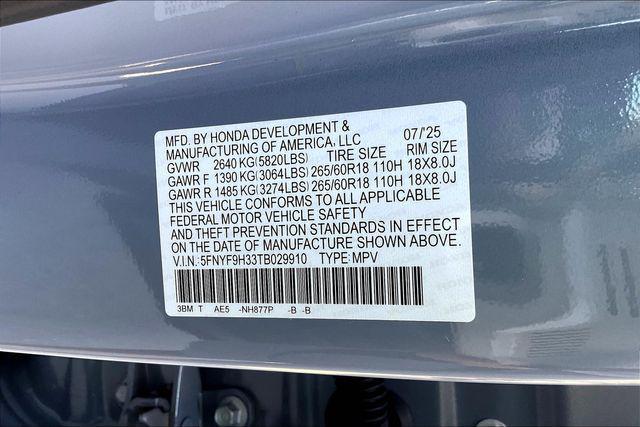 MFD. BY HONDA DEVELOPMENT & 07/'25
MANUFACTURING OF AMERICA, LLC
GVWR 2640 KG(5820LBS) TIRE SIZE RIM SIZE
GAWR F 1390 KG(3064LBS) 265/60R18 110H 18X8.0J
GAWR R 1485 KG(3274LBS) 265/60R18 110H 18X8.0J
THIS VEHICLE CONFORMS TO ALL APPLICABLE
FEDERAL MOTOR VEHICLE SAFETY
AND THEFT PREVENTION STANDARDS IN EFFECT
ON THE DATE OF MANUFACTURE SHOWN ABOVE.
V.I.N.: 5FNYF9H33TB029910 TYPE: MPV
3BM T AE5 -NH877P -B -B